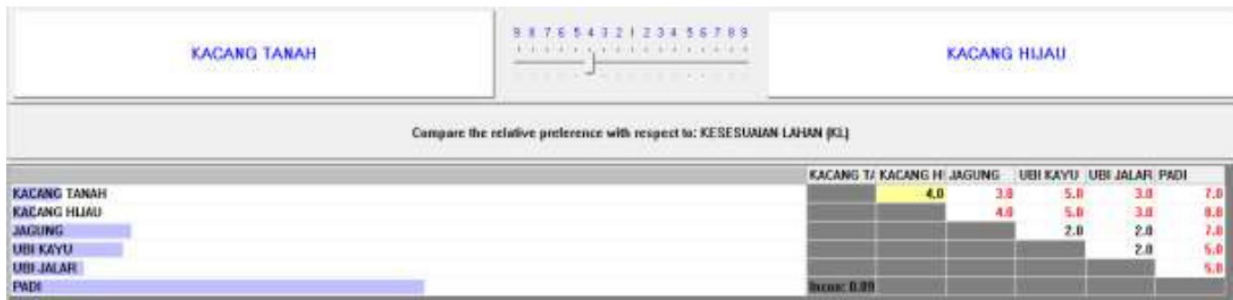 9 8 7 6 5 4 3 2 1 2 3 4 5 6 7 8 9
KACANG TANAH
KACANG HIJAU
Compare the relative preference with respect to: KESESUAIAN LAHAN (KL)
KACANG TA KACANG HI JAGUNG UBI KAYU UBI JALAR PADI
KACANG TANAH 4.0 3.0 5.0 3.0 7.0
KACANG HIJAU 4.0 5.0 3.0 8.0
JAGUNG 2.0 2.0 7.0
UBI KAYU 2.0 5.0
UBI JALAR 5.0
PADI Incon: 0.09